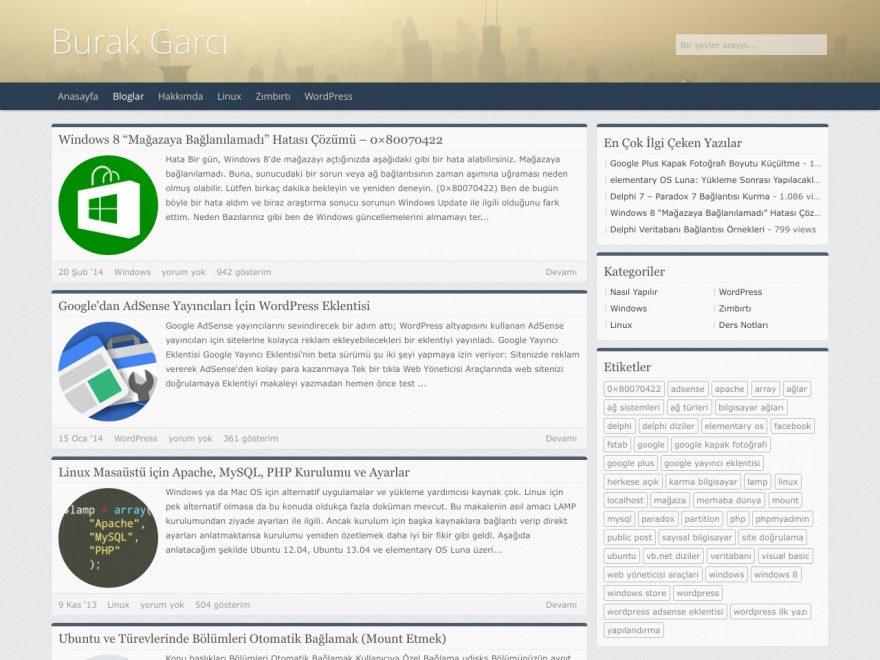 Burak Garcı
Bir şeyler arayın...
Anasayfa Bloglar Hakkımda Linux Zımbırtı WordPress
Windows 8 “Mağazaya Bağlanılamadı” Hatası Çözümü – 0×80070422
Hata Bir gün, Windows 8'de mağazayı açtığınızda aşağıdaki gibi bir hata alabilirsiniz. Mağazaya
bağlanılamadı. Buna, sunucudaki bir sorun veya ağ bağlantısının zaman aşımına uğraması neden
olmuş olabilir. Lütfen birkaç dakika bekleyin ve yeniden deneyin. (0×80070422) Ben de bugün
böyle bir hata aldım ve biraz araştırma sonucu sorunun Windows Update ile ilgili olduğunu fark
ettim. Neden Bazılarınız gibi ben de Windows güncellemelerini almamayı ter...
20 Şub '14 Windows yorum yok 942 gösterim Devamı
Google'dan AdSense Yayıncıları İçin WordPress Eklentisi
Google AdSense yayıncılarını sevindirecek bir adım attı; WordPress altyapısını kullanan AdSense
yayıncıları için sitelerine kolayca reklam ekleyebilecekleri bir eklentiyi yayınladı. Google Yayıncı
Eklentisi Google Yayıncı Eklentisi'nin beta sürümü şu iki şeyi yapmaya izin veriyor: Sitenizde reklam
vererek AdSense'den kolay para kazanmaya Tek bir tıkla Web Yöneticisi Araçlarında web sitenizi
doğrulamaya Eklentiyi makaleyi yazmadan hemen önce test ...
15 Oca '14 WordPress yorum yok 361 gösterim Devamı
Linux Masaüstü için Apache, MySQL, PHP Kurulumu ve Ayarlar
lamp = array(
"Apache",
"MySQL",
"PHP"
);
Windows ya da Mac OS için alternatif uygulamalar ve yükleme yardımcısı kaynak çok. Linux için
pek alternatif olmasa da bu konuda oldukça fazla doküman mevcut. Bu makalenin asıl amacı LAMP
kurulumundan ziyade ayarları ile ilgili. Ancak kurulum için başka kaynaklara bağlantı verip direkt
ayarları anlatmaktansa kurulumu yeniden özetlemek daha iyi bir fikir gibi geldi. Aşağıda
anlatacağım şekilde Ubuntu 12.04, Ubuntu 13.04 ve elementary OS Luna üzeri...
9 Kas '13 Linux yorum yok 504 gösterim Devamı
Ubuntu ve Türevlerinde Bölümleri Otomatik Bağlamak (Mount Etmek)
Konu başlıkları Bölümleri Otomatik Bağlamak Kullanıcıya Özel Bağlama udisks Bölümünüzün aygıt
En Çok İlgi Çeken Yazılar
Google Plus Kapak Fotoğrafı Boyutu Küçültme - 1...
elementary OS Luna: Yükleme Sonrası Yapılacakl...
Delphi 7 – Paradox 7 Bağlantısı Kurma - 1.086 vi...
Windows 8 “Mağazaya Bağlanılamadı” Hatası Çöz...
Delphi Veritabanı Bağlantısı Örnekleri - 799 views
Kategoriler
Nasıl Yapılır WordPress
Windows Zımbırtı
Linux Ders Notları
Etiketler
0×80070422 adsense apache array ağlar
ağ sistemleri ağ türleri bilgisayar ağları
delphi delphi diziler elementary os facebook
fstab google google kapak fotoğrafı
google plus google yayıncı eklentisi
herkese açık karma bilgisayar lamp linux
localhost mağaza merhaba dünya mount
mysql paradox partition php phpmyadmin
public post sayısal bilgisayar site doğrulama
ubuntu vb.net diziler veritabanı visual basic
web yöneticisi araçları windows windows 8
windows store wordpress
wordpress adsense eklentisi wordpress ilk yazı
yapılandırma